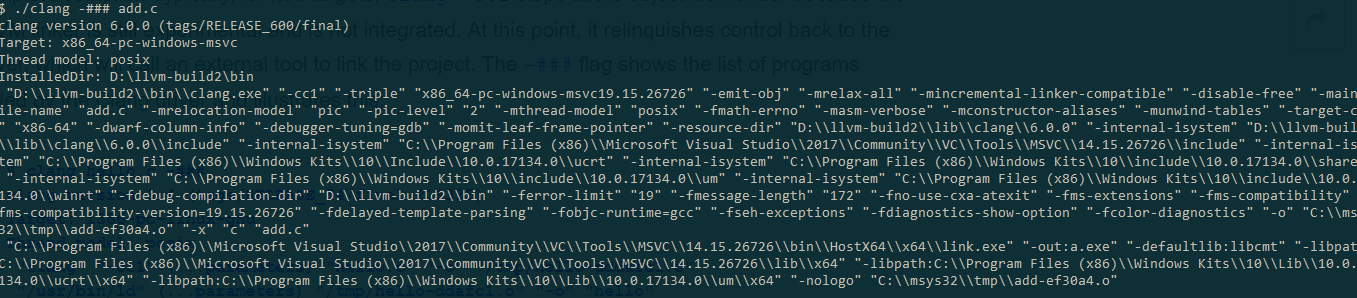 $ ./clang -### add.c
clang version 6.0.0 (tags/RELEASE_600/final)
Target: x86_64-pc-windows-msvc
Thread model: posix
InstalledDir: D:\llvm-build2\bin
"D:\\llvm-build2\\bin\\clang.exe" "-cc1" "-triple" "x86_64-pc-windows-msvc19.15.26726" "-emit-obj" "-mrelax-all" "-mincremental-linker-compatible" "-disable-free" "-main
ile-name" "add.c" "-mrelocation-model" "pic" "-pic-level" "2" "-mthread-model" "posix" "-fmath-errno" "-masm-verbose" "-mconstructor-aliases" "-munwind-tables" "-target-c
" "x86-64" "-dwarf-column-info" "-debugger-tuning=gdb" "-momit-leaf-frame-pointer" "-resource-dir" "D:\\llvm-build2\\lib\\clang\\6.0.0" "-internal-isystem" "D:\\llvm-buil
\\lib\\clang\\6.0.0\\include" "-internal-isystem" "C:\\Program Files (x86)\\Microsoft Visual Studio\\2017\\Community\\VC\\Tools\\MSVC\\14.15.26726\\include" "-internal-is
tem" "C:\\Program Files (x86)\\Windows Kits\\10\\Include\\10.0.17134.0\\ucrt" "-internal-isystem" "C:\\Program Files (x86)\\Windows Kits\\10\\include\\10.0.17134.0\\share
"-internal-isystem" "C:\\Program Files (x86)\\Windows Kits\\10\\include\\10.0.17134.0\\um" "-internal-isystem" "C:\\Program Files (x86)\\Windows Kits\\10\\include\\10.0.1
134.0\\winrt" "-fdebug-compilation-dir" "D:\\llvm-build2\\bin" "-ferror-limit" "19" "-fmessage-length" "172" "-fno-use-cxa-atexit" "-fms-extensions" "-fms-compatibility"
fms-compatibility-version=19.15.26726" "-fdelayed-template-parsing" "-fobjc-runtime=gcc" "-fseh-exceptions" "-fdiagnostics-show-option" "-fcolor-diagnostics" "-o" "C:\\ms
32\\tmp\\add-ef30a4.o" "-x" "c" "add.c"
"C:\\Program Files (x86)\\Microsoft Visual Studio\\2017\\Community\\VC\\Tools\\MSVC\\14.15.26726\\bin\\HostX64\\x64\\link.exe" "-out:a.exe" "-defaultlib:libcmt" "-libpat
C:\\Program Files (x86)\\Microsoft Visual Studio\\2017\\Community\\VC\\Tools\\MSVC\\14.15.26726\\lib\\x64" "-libpath:C:\\Program Files (x86)\\Windows Kits\\10\\Lib\\10.0.
134.0\\ucrt\\x64" "-libpath:C:\\Program Files (x86)\\Windows Kits\\10\\Lib\\10.0.17134.0\\um\\x64" "-nologo" "C:\\msys32\\tmp\\add-ef30a4.o"